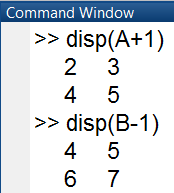 Command Window
>> disp(A+1)
2 3
4 5
>> disp(B-1)
4 5
6 7